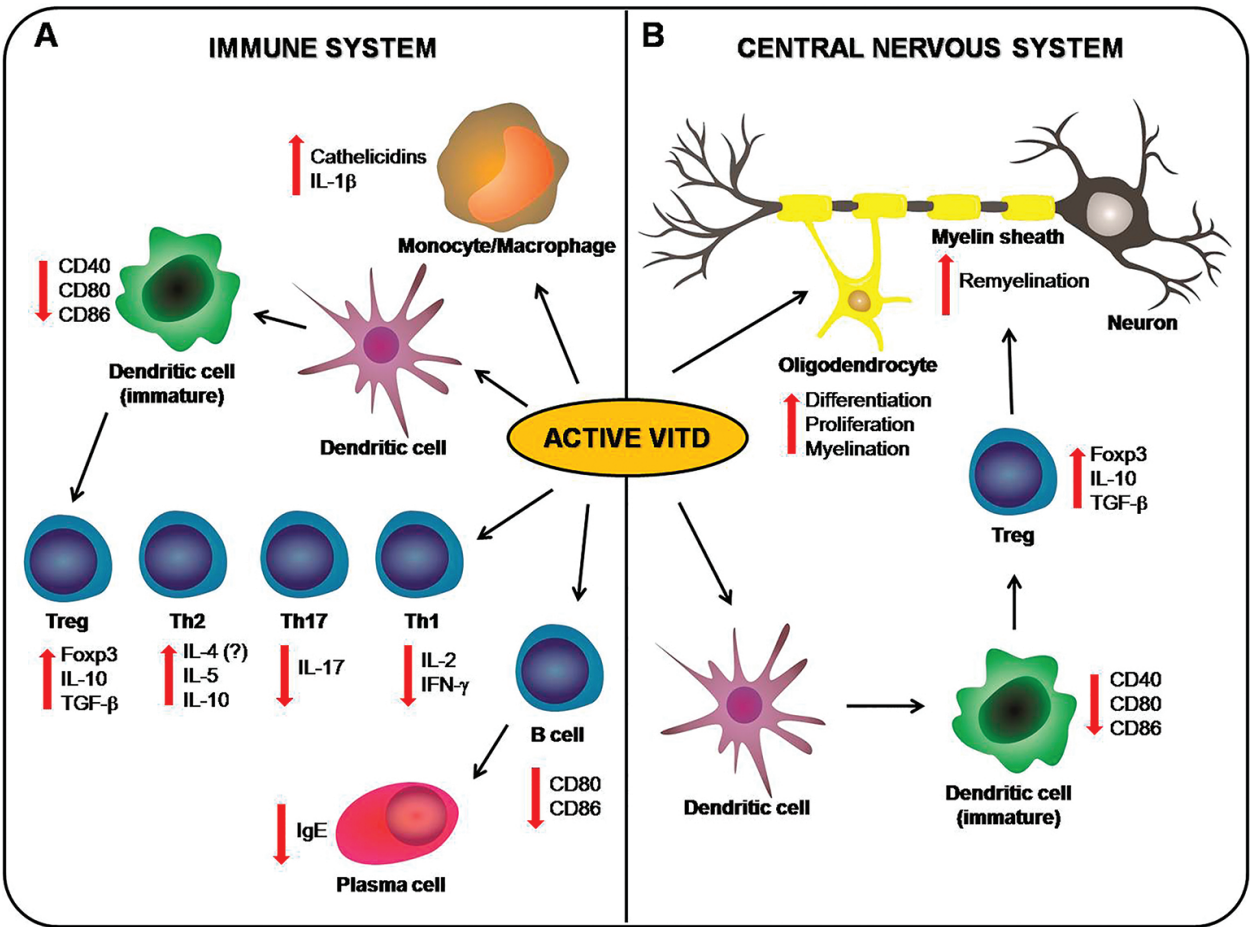 A
IMMUNE SYSTEM
Cathelicidins
IL-1β
Monocyte/Macrophage
CD40
CD80
CD86
Dendritic cell
(immature)
Dendritic cell
ACTIVE VITD
Treg
Foxp3
IL-10
TGF-β
Th2
IL-4 (?)
IL-5
IL-10
Th17
IL-17
Th1
IL-2
IFN-γ
B cell
CD80
CD86
IgE
Plasma cell
B
CENTRAL NERVOUS SYSTEM
Myelin sheath
Remyelination
Neuron
Oligodendrocyte
Differentiation
Proliferation
Myelination
Foxp3
IL-10
TGF-β
Treg
Dendritic cell
CD40
CD80
CD86
Dendritic cell
(immature)